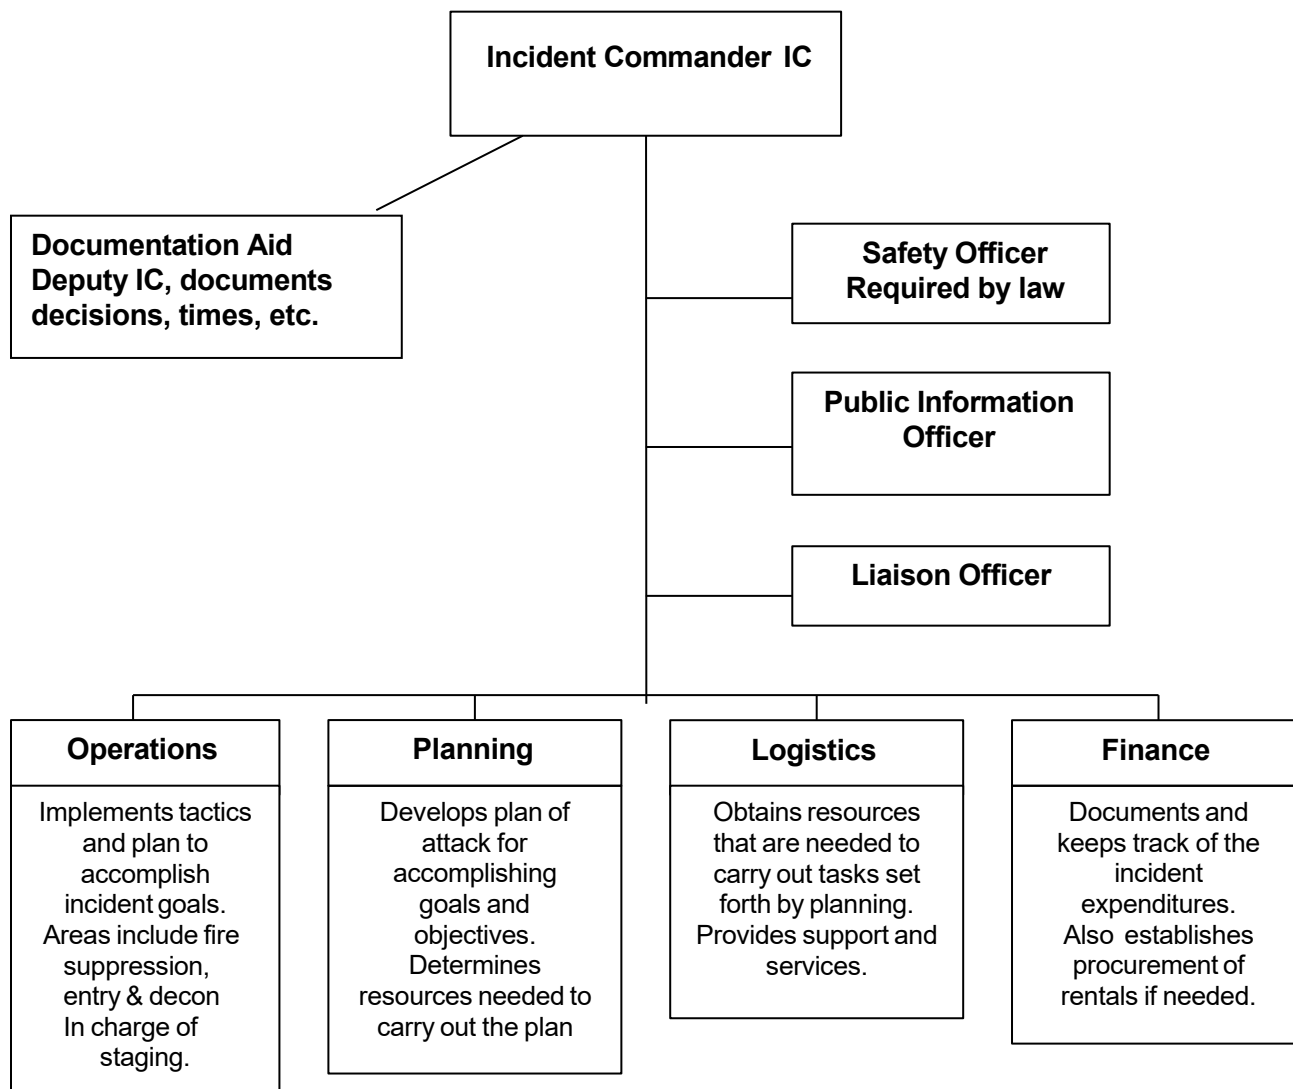 Incident Commander IC
Documentation Aid
Deputy IC, documents
decisions, times, etc.
Safety Officer
Required by law
Public Information
Officer
Liaison Officer
Operations
Implements tactics
and plan to
accomplish
incident goals.
Areas include fire
suppression,
entry & decon
In charge of
staging.
Planning
Develops plan of
attack for
accomplishing
goals and
objectives.
Determines
resources needed to
carry out the plan
Logistics
Obtains resources
that are needed to
carry out tasks set
forth by planning.
Provides support and
services.
Finance
Documents and
keeps track of the
incident
expenditures.
Also establishes
procurement of
rentals if needed.